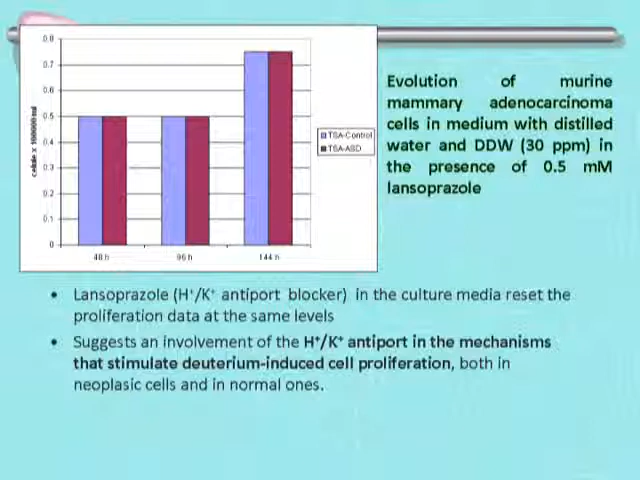 0.8
0.7
0.6
0.5
0.4
0.3
0.2
0.1
0
celule x 100000/ml
48 h 96 h 144 h
TSA-Control
TSA-ASD
Evolution of murine
mammary adenocarcinoma
cells in medium with distilled
water and DDW (30 ppm) in
the presence of 0.5 mM
lansoprazole
• Lansoprazole (H⁺/K⁺ antiport blocker) in the culture media reset the
proliferation data at the same levels
• Suggests an involvement of the H⁺/K⁺ antiport in the mechanisms
that stimulate deuterium-induced cell proliferation, both in
neoplasic cells and in normal ones.